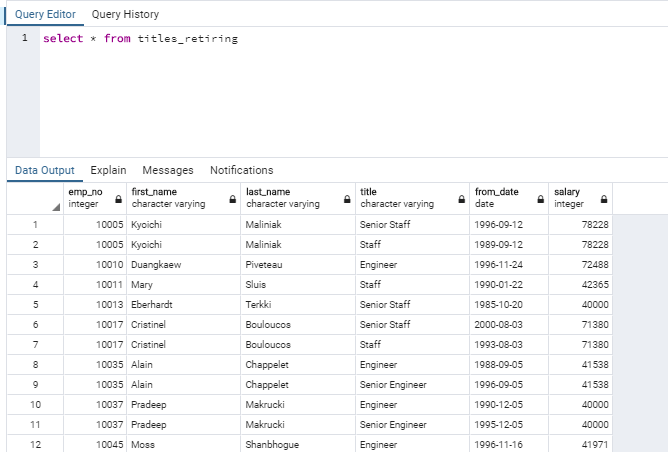 Query Editor Query History
1 select * from titles_retiring
Data Output Explain Messages Notifications
emp_no first_name last_name title from_date salary
integer character varying character varying character varying date integer
1 10005 Kyoichi Maliniak Senior Staff 1996-09-12 78228
2 10005 Kyoichi Maliniak Staff 1989-09-12 78228
3 10010 Duangkaew Piveteau Engineer 1996-11-24 72488
4 10011 Mary Sluis Staff 1990-01-22 42365
5 10013 Eberhardt Terkki Senior Staff 1985-10-20 40000
6 10017 Cristinel Bouloucos Senior Staff 2000-08-03 71380
7 10017 Cristinel Bouloucos Staff 1993-08-03 71380
8 10035 Alain Chappelet Engineer 1988-09-05 41538
9 10035 Alain Chappelet Senior Engineer 1996-09-05 41538
10 10037 Pradeep Makrucki Engineer 1990-12-05 40000
11 10037 Pradeep Makrucki Senior Engineer 1995-12-05 40000
12 10045 Moss Shanbhogue Engineer 1996-11-16 41971